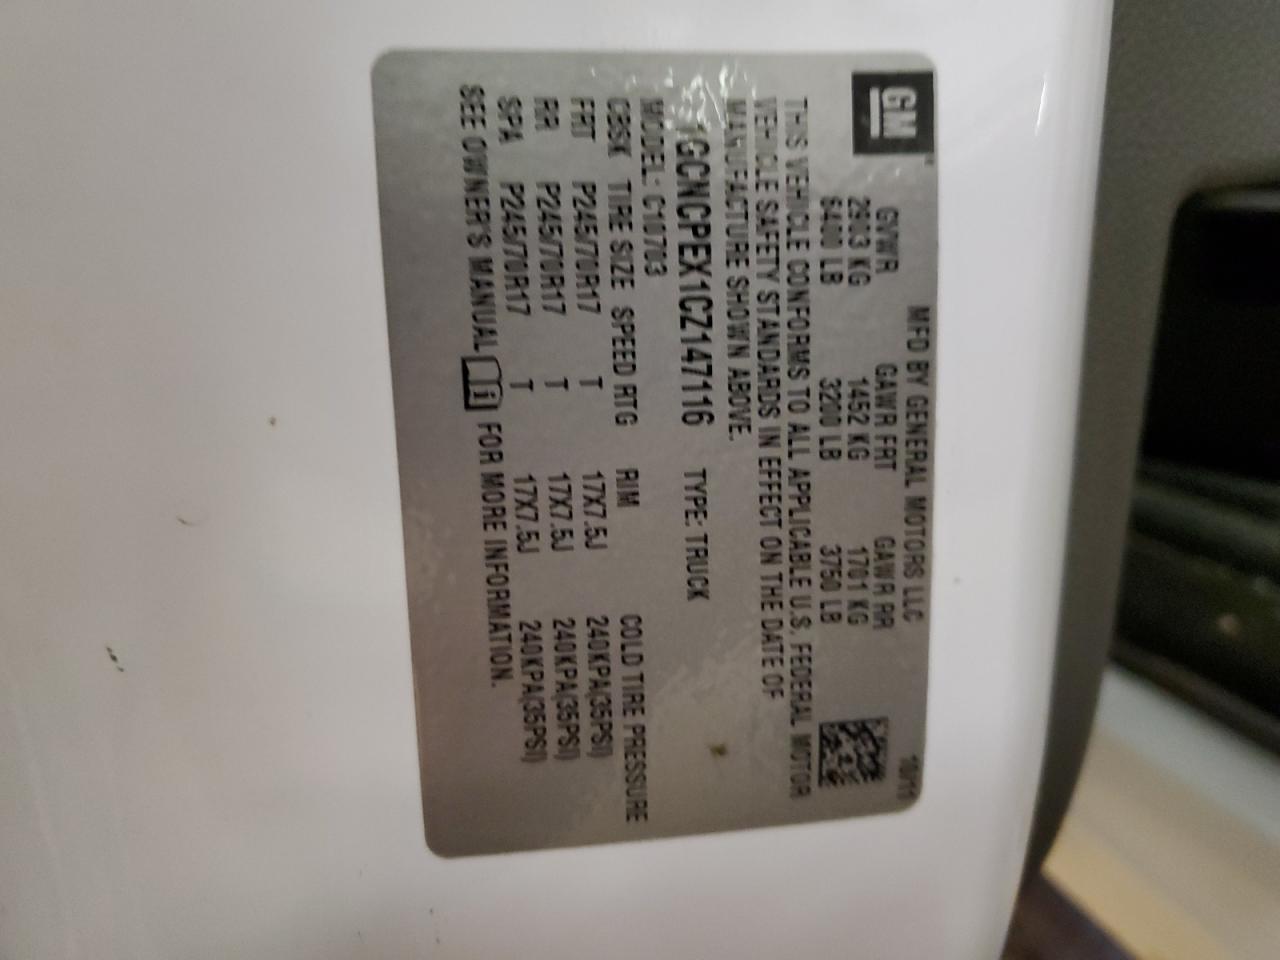 GM
MFD BY GENERAL MOTORS LLC 10/11
GVWR GAWR FRT GAWR RR
2903 KG 1452 KG 1701 KG
6400 LB 3200 LB 3750 LB
THIS VEHICLE CONFORMS TO ALL APPLICABLE U.S. FEDERAL MOTOR
VEHICLE SAFETY STANDARDS IN EFFECT ON THE DATE OF
MANUFACTURE SHOWN ABOVE.
1GCNCPEX1CZ147116 TYPE: TRUCK
MODEL: C10703
CBSK TIRE SIZE SPEED RTG RIM COLD TIRE PRESSURE
FRT P245/70R17 T 17X7.5J 240KPA(35PSI)
RR P245/70R17 T 17X7.5J 240KPA(35PSI)
SPA P245/70R17 T 17X7.5J 240KPA(35PSI)
SEE OWNER'S MANUAL FOR MORE INFORMATION.